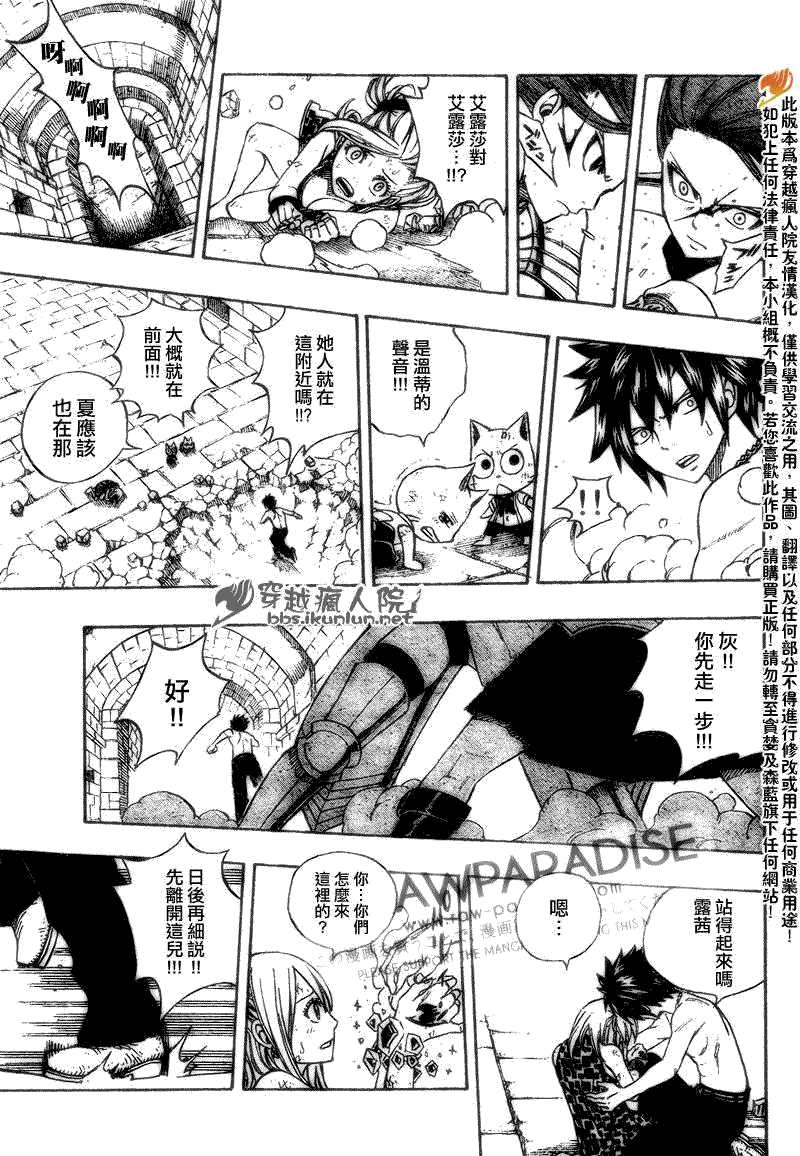 此版本爲穿越瘋人院友情漢化，僅供學習交流之用，其圖、翻譯以及任何部分不得進行修改或用于任何商業用途！
如犯上任何法律責任，本小組概不負責。若您喜歡此作品，請購買正版！請勿轉至貪婪及森藍旗下任何網站！
艾露莎對
艾露莎…!!?
呀啊啊啊啊
!!
是溫蒂的
聲音!!!
她人就在
這附近嗎!!?
大概就在
前面!!!
夏應該
也在那
穿越瘋人院
bbs.ikunlun.net
灰!!
你先走一步!!!
好!!
站得起來嗎
露茜
嗯…
AWPARADISE
你…你們
怎麼來
這裡的？
日後再細說!!
先離開這兒!!!